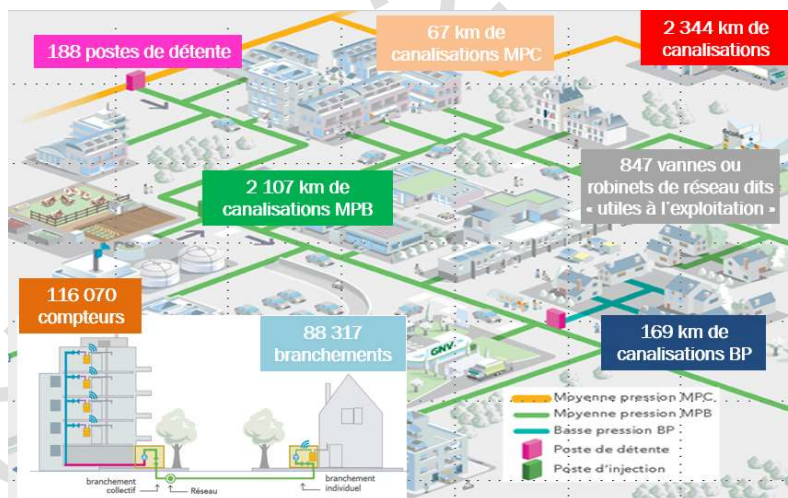 188 postes de détente
67 km de
canalisations MPC
2 344 km de
canalisations
2 107 km de
canalisations MPB
847 vannes ou
robinets de réseau dits
« utiles à l'exploitation »
116 070
compteurs
88 317
branchements
GNV
169 km de
canalisations BP
Moyenne pression MPC
Moyenne pression MPB
Basse pression BP
Poste de détente
Poste d'injection
branchement
collectif
Réseau
branchement
individuel